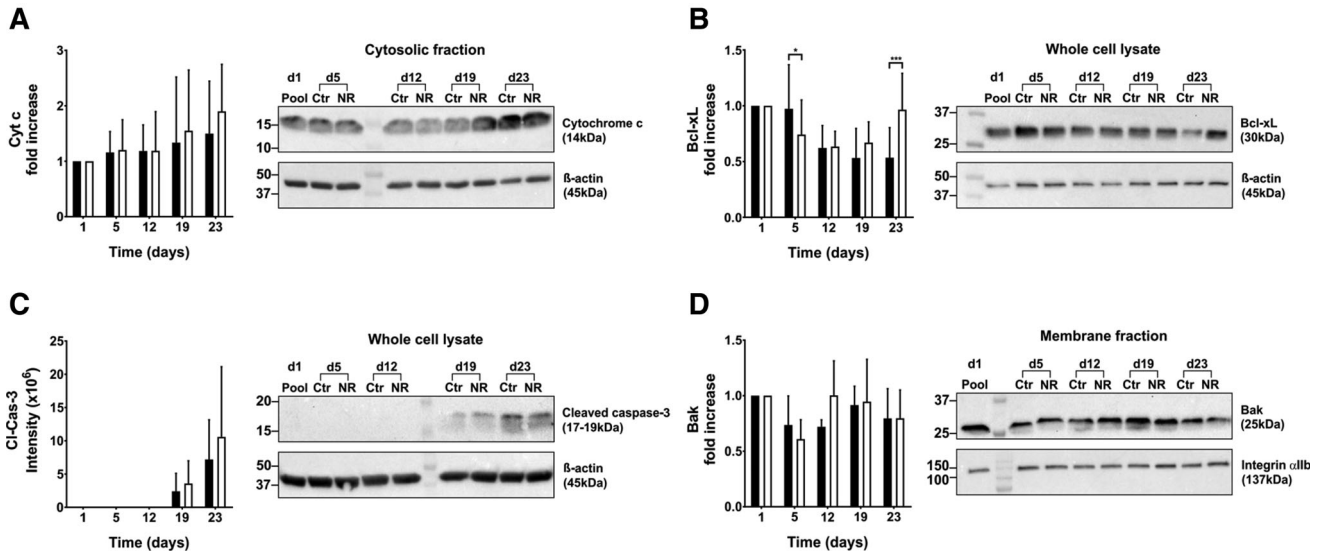 A
Cyt c
fold increase
3
2
1
0
1 5 12 19 23
Time (days)
Cytosolic fraction
d1 d5 d12 d19 d23
Pool Ctr NR Ctr NR Ctr NR Ctr NR
15
10
Cytochrome c
(14kDa)
50
37
ß-actin
(45kDa)
B
Bcl-xL
fold increase
1.5
1.0
0.5
0.0
* ***
1 5 12 19 23
Time (days)
Whole cell lysate
d1 d5 d12 d19 d23
Pool Ctr NR Ctr NR Ctr NR Ctr NR
37
25
Bcl-xL
(30kDa)
50
37
ß-actin
(45kDa)
C
Cl-Cas-3
Intensity (x10⁶)
25
20
15
10
5
0
1 5 12 19 23
Time (days)
Whole cell lysate
d1 d5 d12 d19 d23
Pool Ctr NR Ctr NR Ctr NR Ctr NR
20
15
Cleaved caspase-3
(17-19kDa)
50
37
ß-actin
(45kDa)
D
Bak
fold increase
1.5
1.0
0.5
0.0
1 5 12 19 23
Time (days)
Membrane fraction
d1 d5 d12 d19 d23
Pool Ctr NR Ctr NR Ctr NR Ctr NR
37
25
Bak
(25kDa)
150
100
Integrin αIIb
(137kDa)